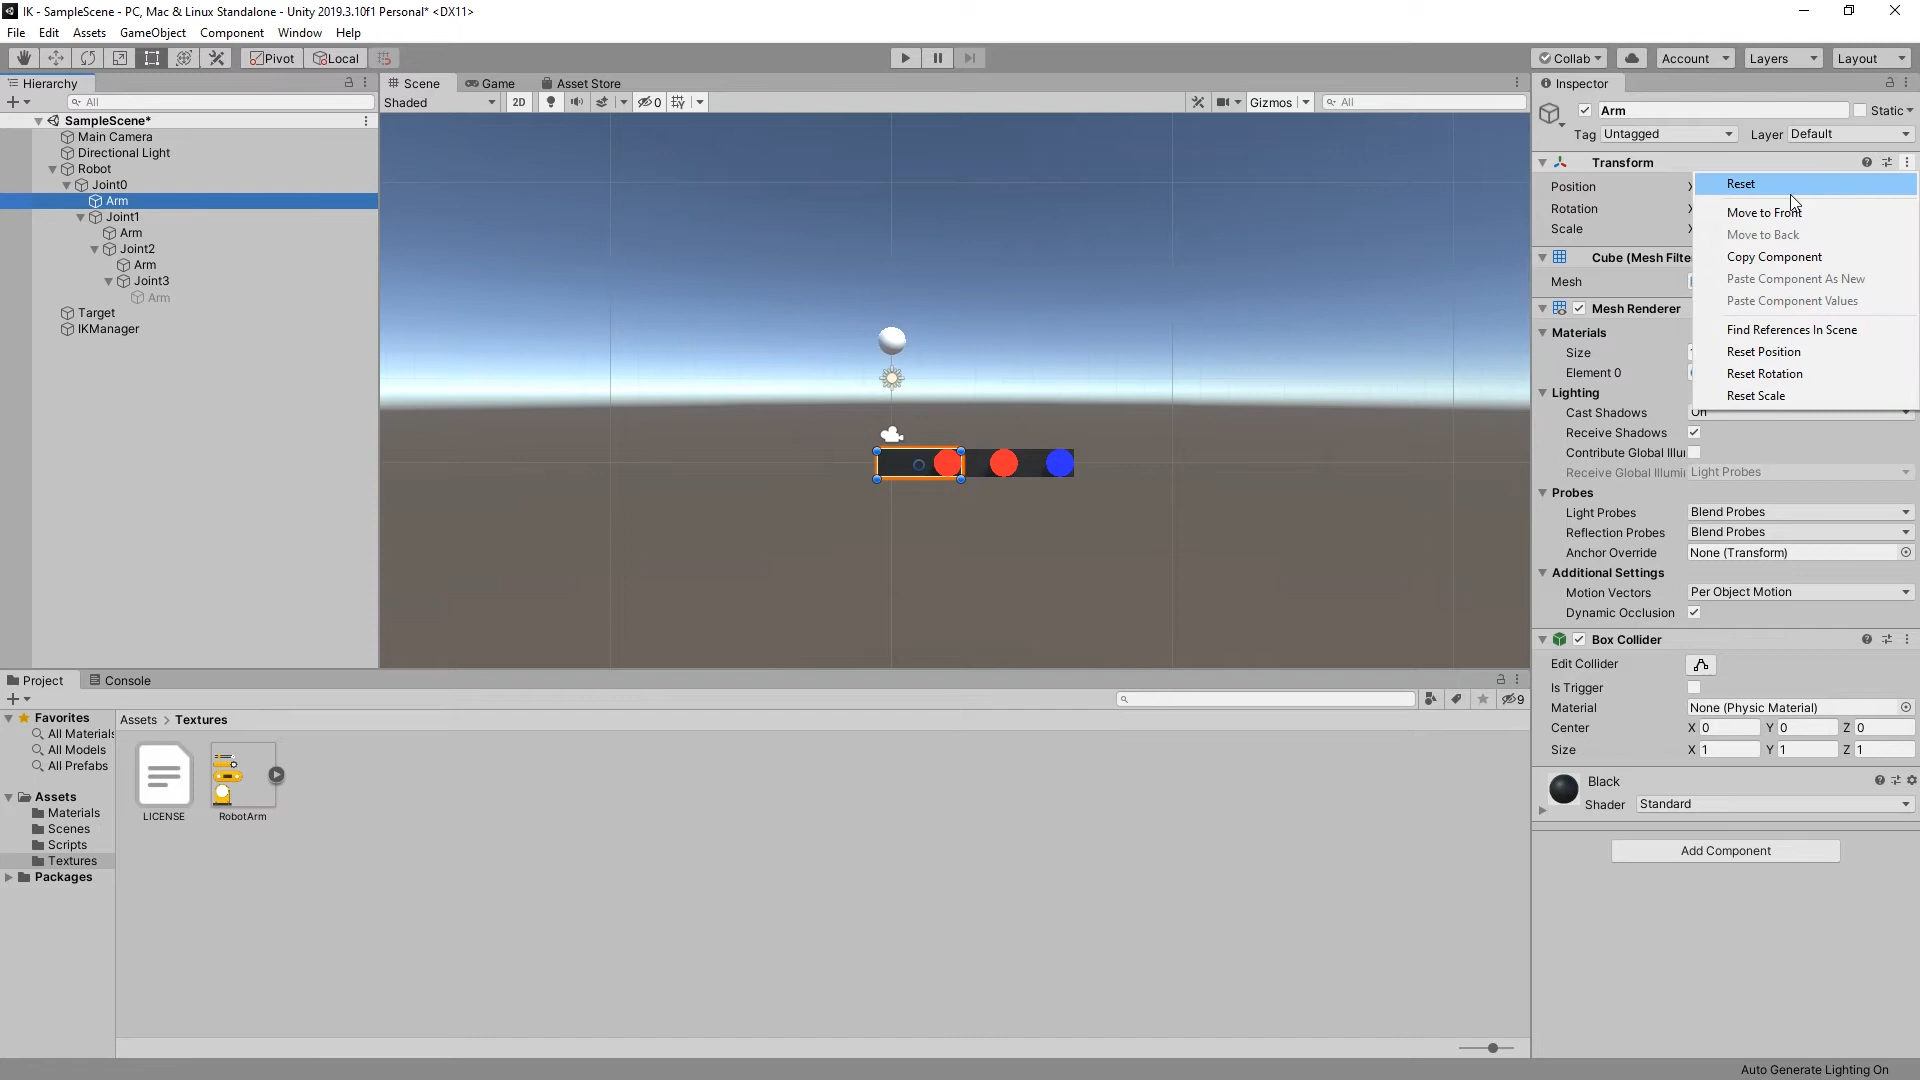 IK - SampleScene - PC, Mac & Linux Standalone - Unity 2019.3.10f1 Personal* <DX11>
File Edit Assets GameObject Component Window Help
Pivot Local Collab Account Layers Layout
Hierarchy
All
SampleScene*
Main Camera
Directional Light
Robot
Joint0
Arm
Joint1
Arm
Joint2
Arm
Joint3
Arm
Target
IKManager
Scene Game Asset Store
Shaded 2D 0 Gizmos All
Inspector
Arm Static
Tag Untagged Layer Default
Transform
Position X
Rotation X
Scale X
Reset
Move to Front
Move to Back
Copy Component
Paste Component As New
Paste Component Values
Find References In Scene
Reset Position
Reset Rotation
Reset Scale
Cube (Mesh Filte
Mesh
Mesh Renderer
Materials
Size
Element 0
Lighting
Cast Shadows On
Receive Shadows
Contribute Global Illu
Receive Global Illumi Light Probes
Probes
Light Probes Blend Probes
Reflection Probes Blend Probes
Anchor Override None (Transform)
Additional Settings
Motion Vectors Per Object Motion
Dynamic Occlusion
Box Collider
Edit Collider
Is Trigger
Material None (Physic Material)
Center X 0 Y 0 Z 0
Size X 1 Y 1 Z 1
Black
Shader Standard
Add Component
Project Console
9
Favorites
All Materials
All Models
All Prefabs
Assets
Materials
Scenes
Scripts
Textures
Packages
Assets > Textures
LICENSE RobotArm
Auto Generate Lighting On